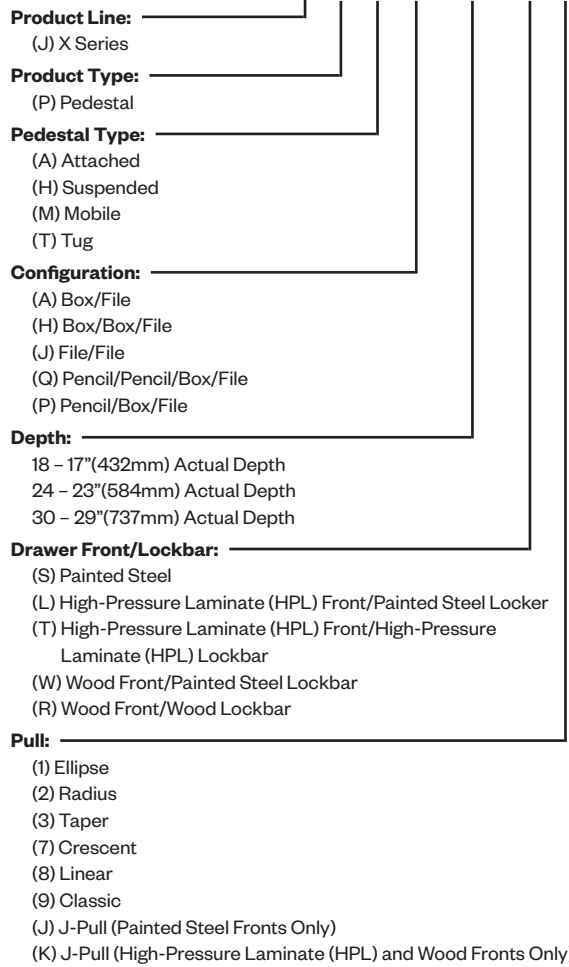 Product Line:
(J) X Series
Product Type:
(P) Pedestal
Pedestal Type:
(A) Attached
(H) Suspended
(M) Mobile
(T) Tug
Configuration:
(A) Box/File
(H) Box/Box/File
(J) File/File
(Q) Pencil/Pencil/Box/File
(P) Pencil/Box/File
Depth:
18 – 17”(432mm) Actual Depth
24 – 23”(584mm) Actual Depth
30 – 29”(737mm) Actual Depth
Drawer Front/Lockbar:
(S) Painted Steel
(L) High-Pressure Laminate (HPL) Front/Painted Steel Locker
(T) High-Pressure Laminate (HPL) Front/High-Pressure
Laminate (HPL) Lockbar
(W) Wood Front/Painted Steel Lockbar
(R) Wood Front/Wood Lockbar
Pull:
(1) Ellipse
(2) Radius
(3) Taper
(7) Crescent
(8) Linear
(9) Classic
(J) J-Pull (Painted Steel Fronts Only)
(K) J-Pull (High-Pressure Laminate (HPL) and Wood Fronts Only